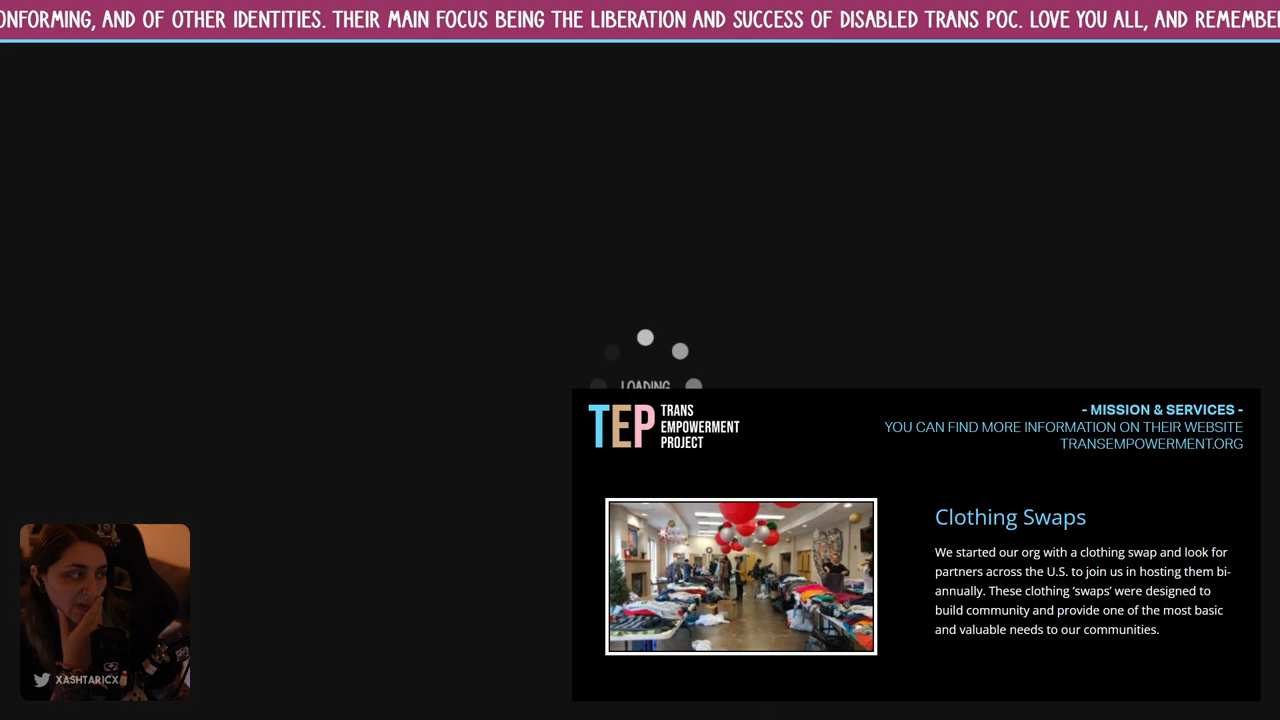 ONFORMING, AND OF OTHER IDENTITIES. THEIR MAIN FOCUS BEING THE LIBERATION AND SUCCESS OF DISABLED TRANS POC. LOVE YOU ALL, AND REMEMBE
LOADING
TEP TRANS
EMPOWERMENT
PROJECT
- MISSION & SERVICES -
YOU CAN FIND MORE INFORMATION ON THEIR WEBSITE
TRANSEMPOWERMENT.ORG
Clothing Swaps
We started our org with a clothing swap and look for
partners across the U.S. to join us in hosting them bi-
annually. These clothing ‘swaps’ were designed to
build community and provide one of the most basic
and valuable needs to our communities.
XASHTARICX